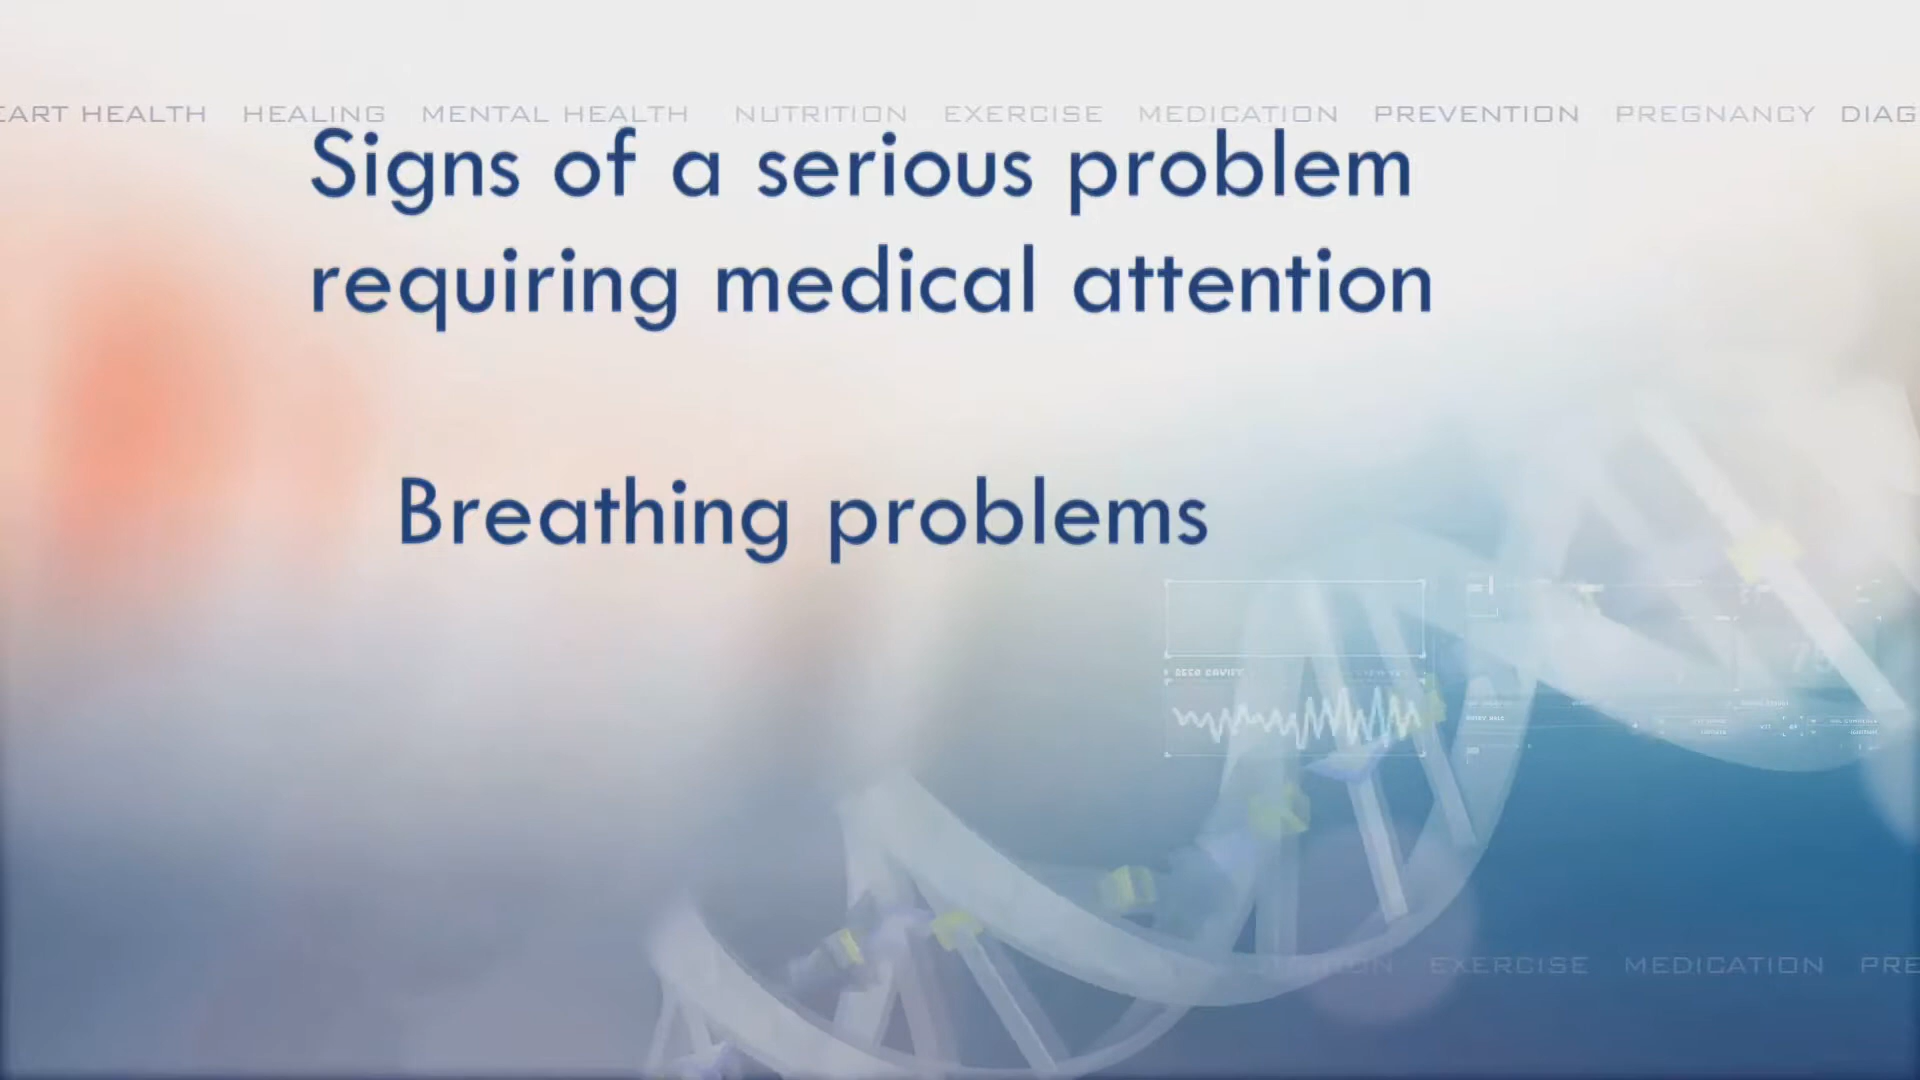 EART HEALTH HEALING MENTAL HEALTH NUTRITION EXERCISE MEDICATION PREVENTION PREGNANCY DIAG
Signs of a serious problem
requiring medical attention
Breathing problems
EXERCISE MEDICATION PRE